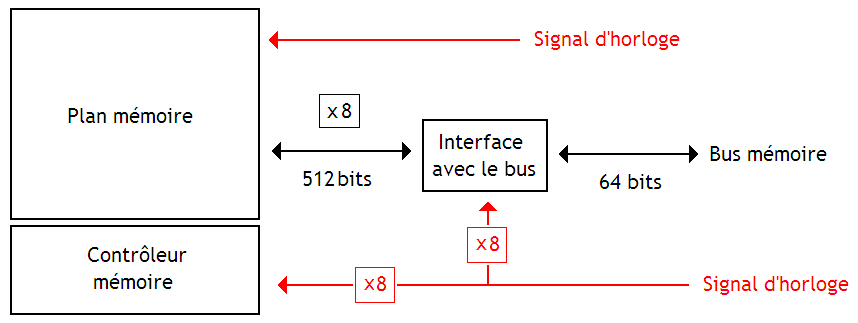 Signal d'horloge
Plan mémoire
x8
Interface
avec le bus
Bus mémoire
512 bits
64 bits
x8
Contrôleur
mémoire
x8
Signal d'horloge